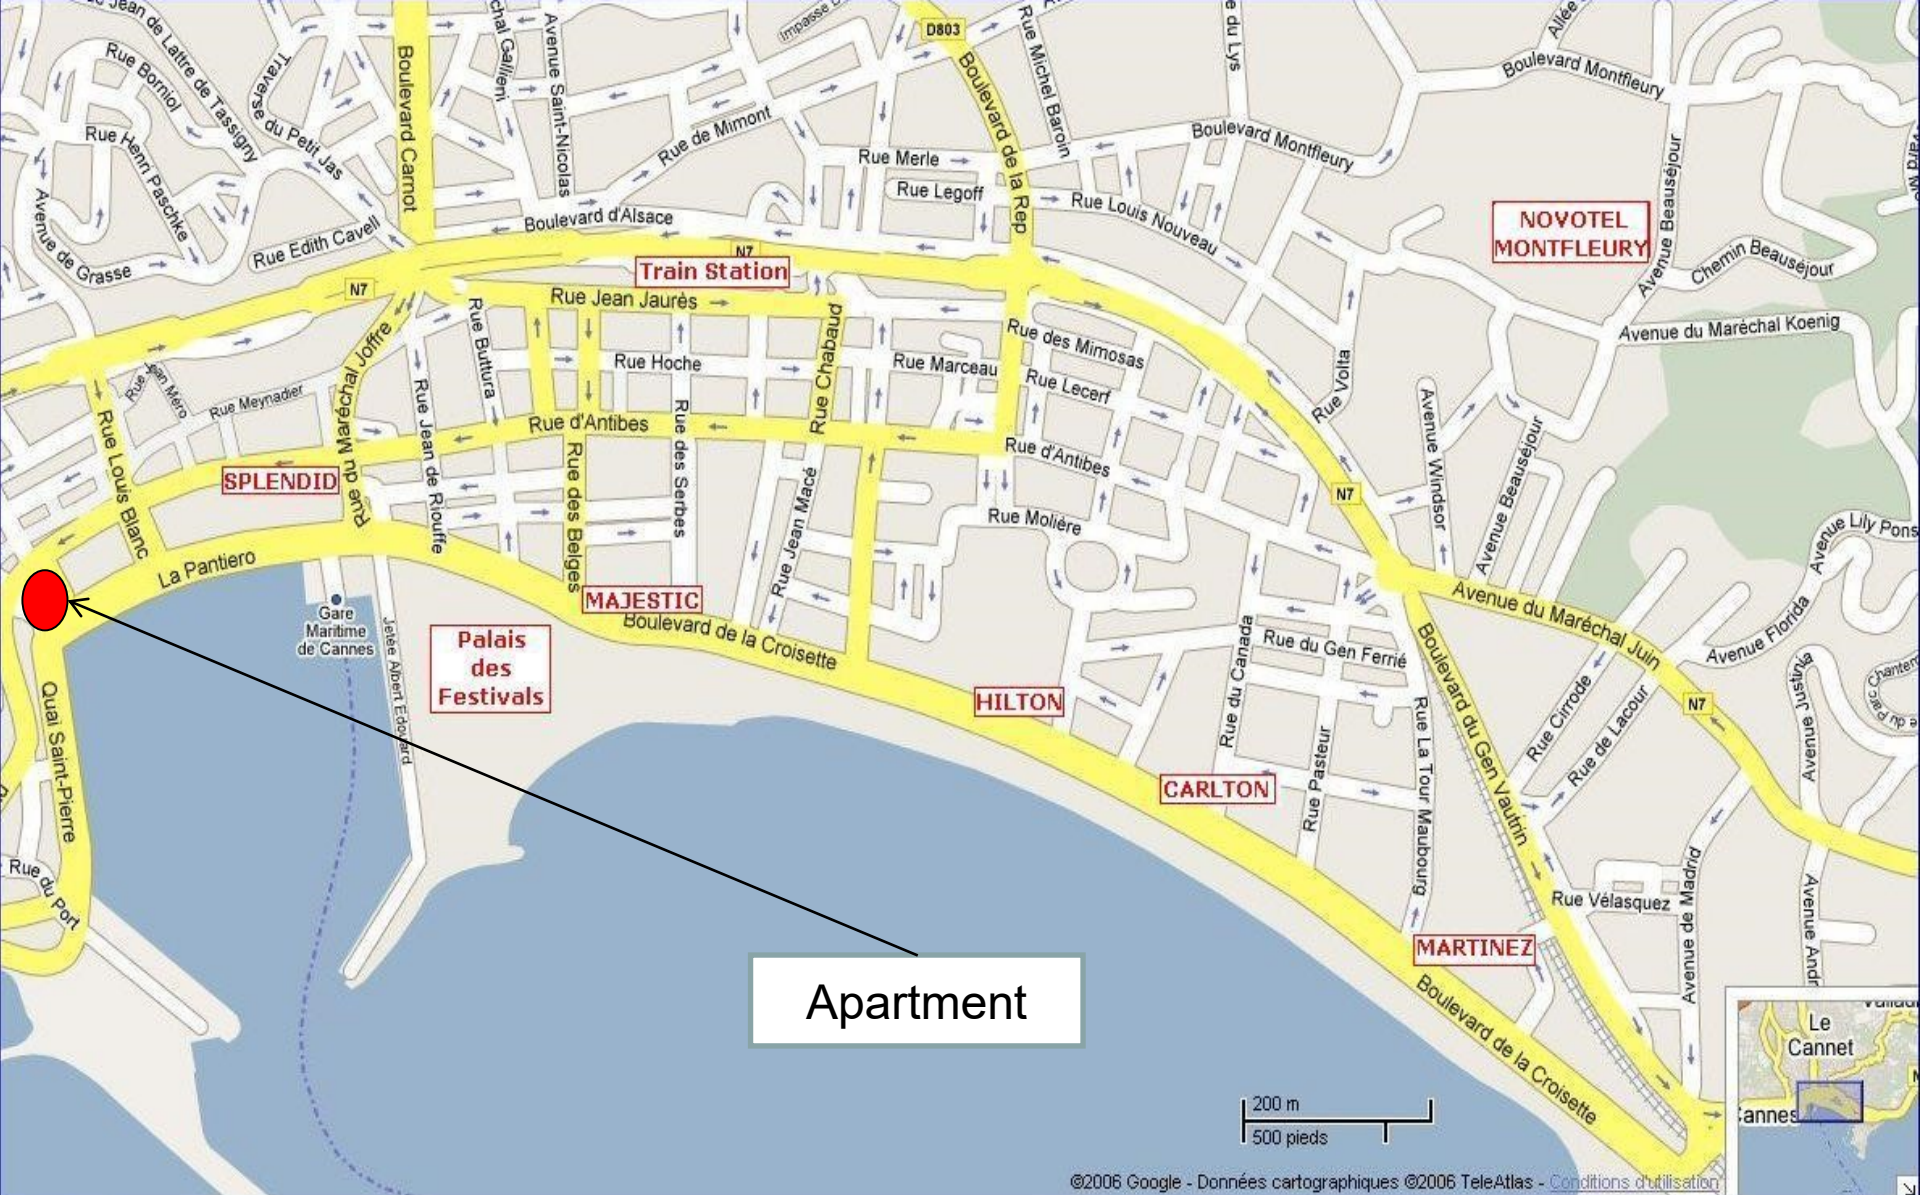 Jean de Lattre de Tassigny
Rue Borniol
Traverse du Petit Jas
Rue Henri Paschke
Avenue de Grasse
Rue Edith Cavell
Boulevard Carnot
Avenue Saint-Nicolas
Rue de Mimont
Impasse
D803
Boulevard de la Rep
Rue Michel Baroin
Rue Merle
Rue Legoff
Rue Louis Nouveau
Boulevard Montfleury
Boulevard Montfleury
Allée
e du Lys
NOVOTEL
MONTFLEURY
Avenue Beauséjour
Chemin Beauséjour
Avenue du Maréchal Koenig
Boulevard d'Alsace
N7
Train Station
N7
Rue Jean Jaurès
Rue Buttura
Rue Hoche
Rue Chabaud
Rue Marceau
Rue des Mimosas
Rue Lecerf
Rue Volta
Avenue Windsor
Avenue Beauséjour
Rue Jean Méro
Rue Meynadier
Rue du Maréchal Joffre
Rue Jean de Riouffe
Rue d'Antibes
Rue d'Antibes
Rue des Serbes
Rue des Belges
Rue Jean Macé
Rue Louis Blanc
SPLENDID
N7
Rue Molière
Avenue Lily Pons
La Pantiero
Gare
Maritime
de Cannes
Jetée Albert Edouard
Palais
des
Festivals
MAJESTIC
Boulevard de la Croisette
HILTON
CARLTON
MARTINEZ
Rue du Canada
Rue du Gen Ferrié
Rue Pasteur
Rue La Tour Maubourg
Boulevard du Gen Vautrin
Avenue du Maréchal Juin
Avenue Florida
Avenue Justinia
Rue Cirrode
Rue de Lacour
N7
Rue Vélasquez
Avenue de Madrid
Avenue Andr
Quai Saint-Pierre
Rue du Port
Apartment
Boulevard de la Croisette
Le
Cannet
Cannes
200 m
500 pieds
©2006 Google - Données cartographiques ©2006 TeleAtlas - Conditions d'utilisation